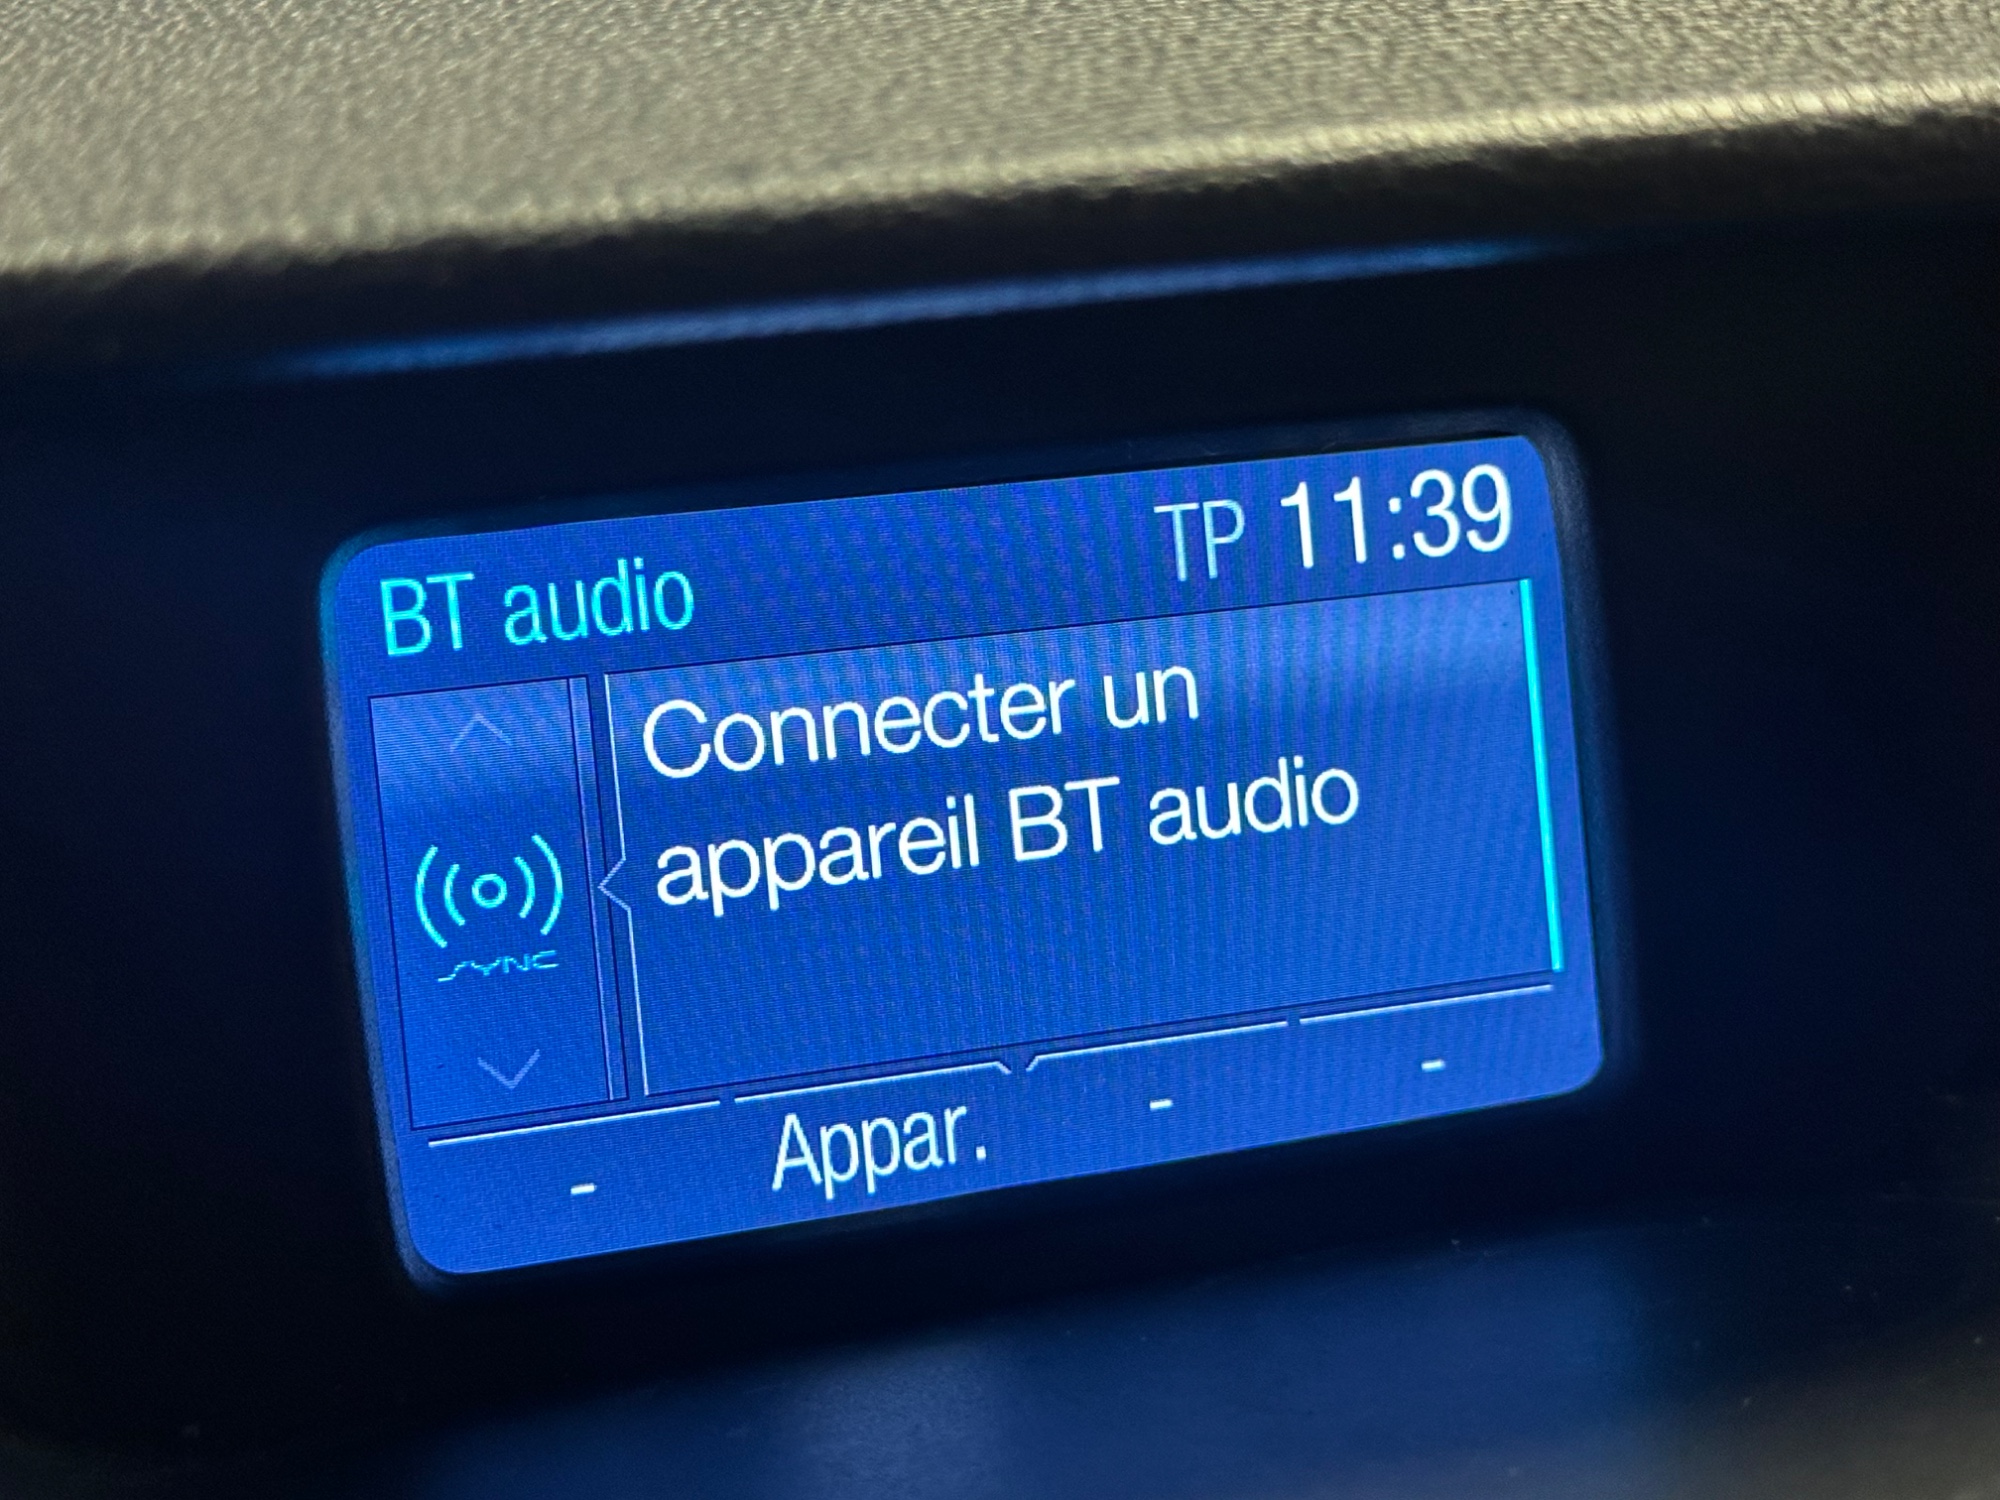 BT audio TP 11:39
Connecter un
appareil BT audio
SYNC
- Appar. - -